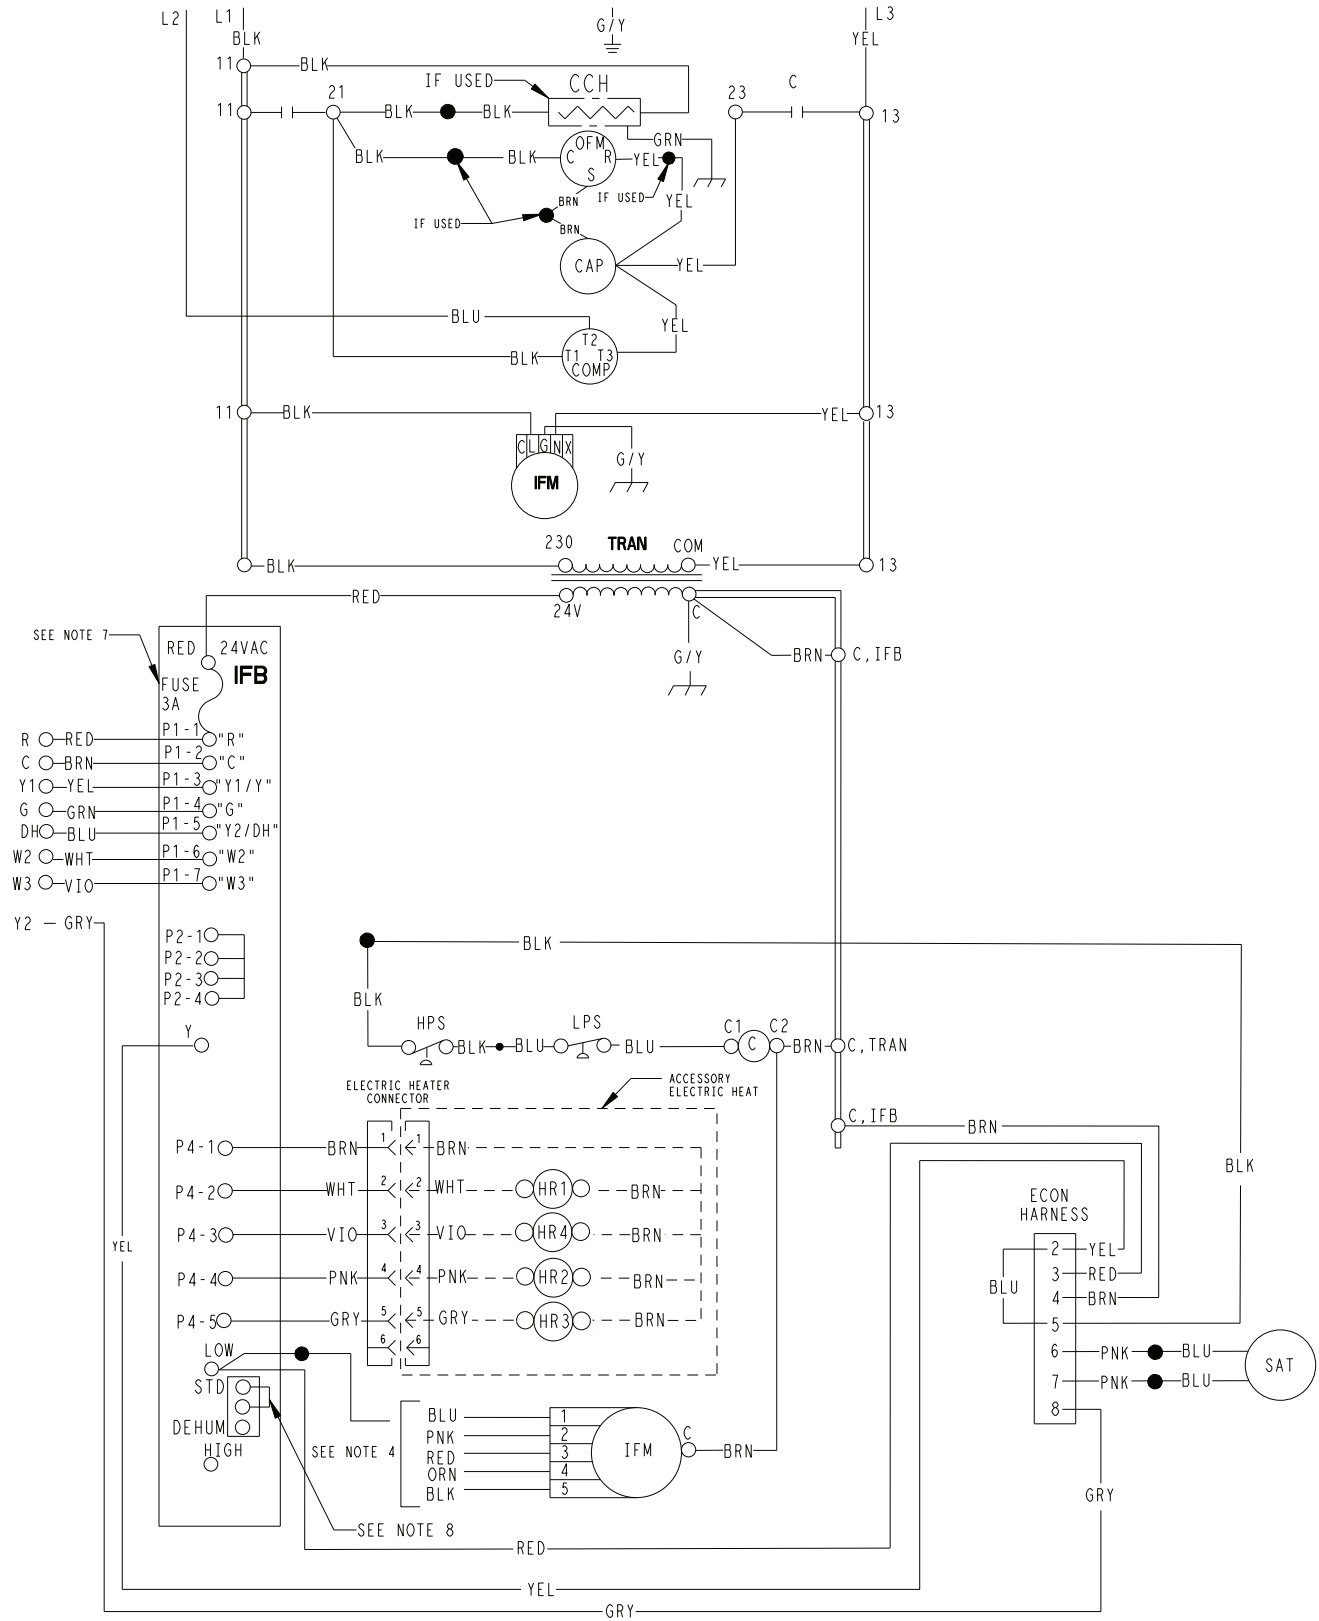 L2 L1 G/Y L3
BLK YEL
11 BLK
IF USED CCH C
21 23
11 BLK BLK 13
OFM GRN
BLK BLK C R YEL
S
BRN IF USED YEL
IF USED BRN
CAP YEL
BLU YEL
T2
BLK T1 T3
COMP
11 BLK YEL 13
C L G N X
G/Y
IFM
230 TRAN COM
BLK YEL 13
RED 24V C
SEE NOTE 7 RED 24VAC G/Y BRN C,IFB
IFB
FUSE
3A
R RED P1-1 "R"
C BRN P1-2 "C"
Y1 YEL P1-3 "Y1/Y"
G GRN P1-4 "G"
DH BLU P1-5 "Y2/DH"
W2 WHT P1-6 "W2"
W3 VIO P1-7 "W3"
Y2 GRY
P2-1 BLK
P2-2
P2-3
P2-4 BLK
Y HPS LPS C1 C2
BLK BLU BLU C BRN C,TRAN
ELECTRIC HEATER
CONNECTOR
ACCESSORY
ELECTRIC HEAT
C,IFB BRN
P4-1 BRN 1 1 BRN
BLK
P4-2 WHT 2 2 WHT HR1 BRN
P4-3 VIO 3 3 VIO HR4 BRN
YEL
P4-4 PNK 4 4 PNK HR2 BRN
P4-5 GRY 5 5 GRY HR3 BRN
6 6
ECON
HARNESS
2 YEL
BLU 3 RED
4 BRN
5
6 PNK BLU SAT
7 PNK BLU
8
LOW
STD
DEHUM
HIGH
SEE NOTE 4
BLU 1
PNK 2
RED 3 IFM C BRN
ORN 4
BLK 5
GRY
SEE NOTE 8
RED
YEL
GRY